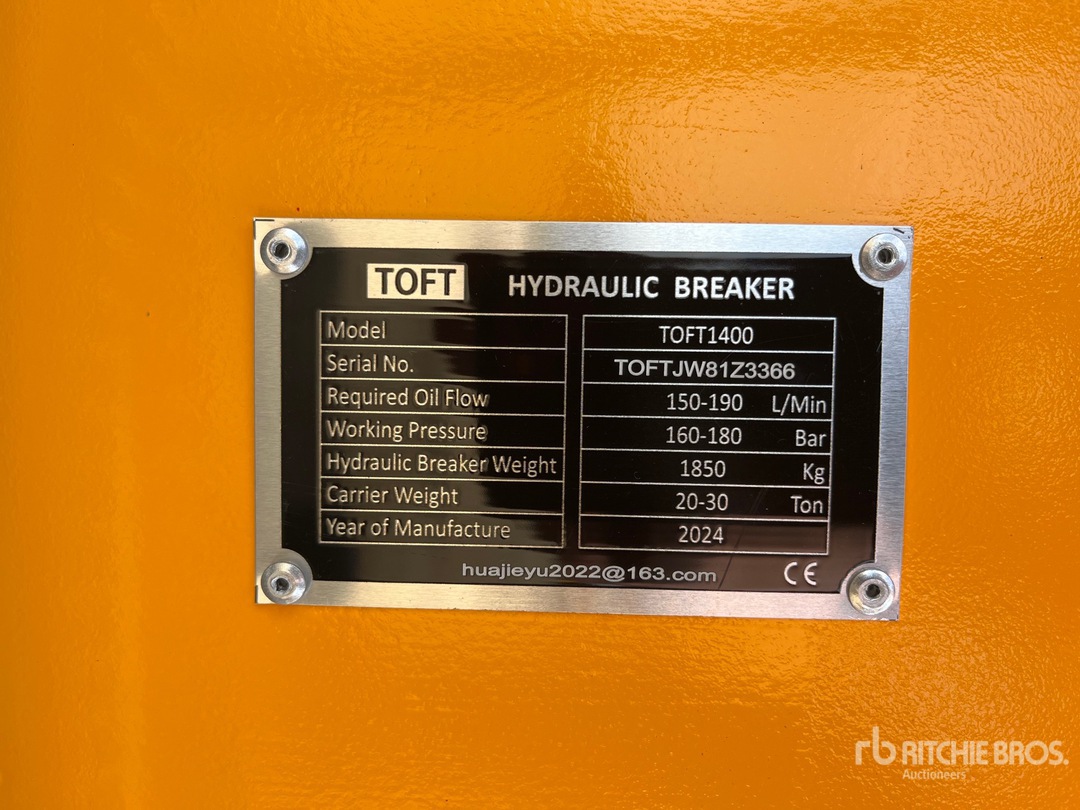 TOFT HYDRAULIC BREAKER
Model TOFT1400
Serial No. TOFTJW81Z3366
Required Oil Flow 150-190 L/Min
Working Pressure 160-180 Bar
Hydraulic Breaker Weight 1850 Kg
Carrier Weight 20-30 Ton
Year of Manufacture 2024
huajieyu2022@163.com CE
rb RITCHIE BROS.
Auctioneers